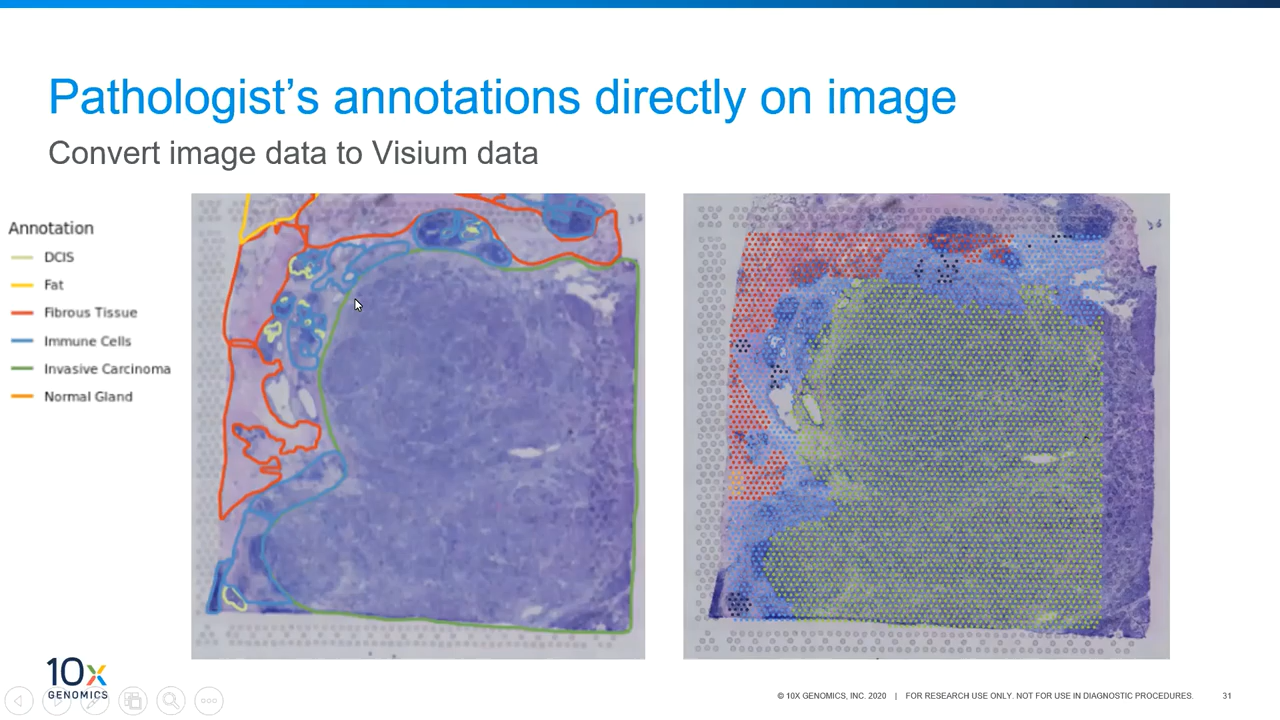 Pathologist’s annotations directly on image
Convert image data to Visium data
Annotation
DCIS
Fat
Fibrous Tissue
Immune Cells
Invasive Carcinoma
Normal Gland
10x
GENOMICS
© 10X GENOMICS, INC. 2020 | FOR RESEARCH USE ONLY. NOT FOR USE IN DIAGNOSTIC PROCEDURES. 31